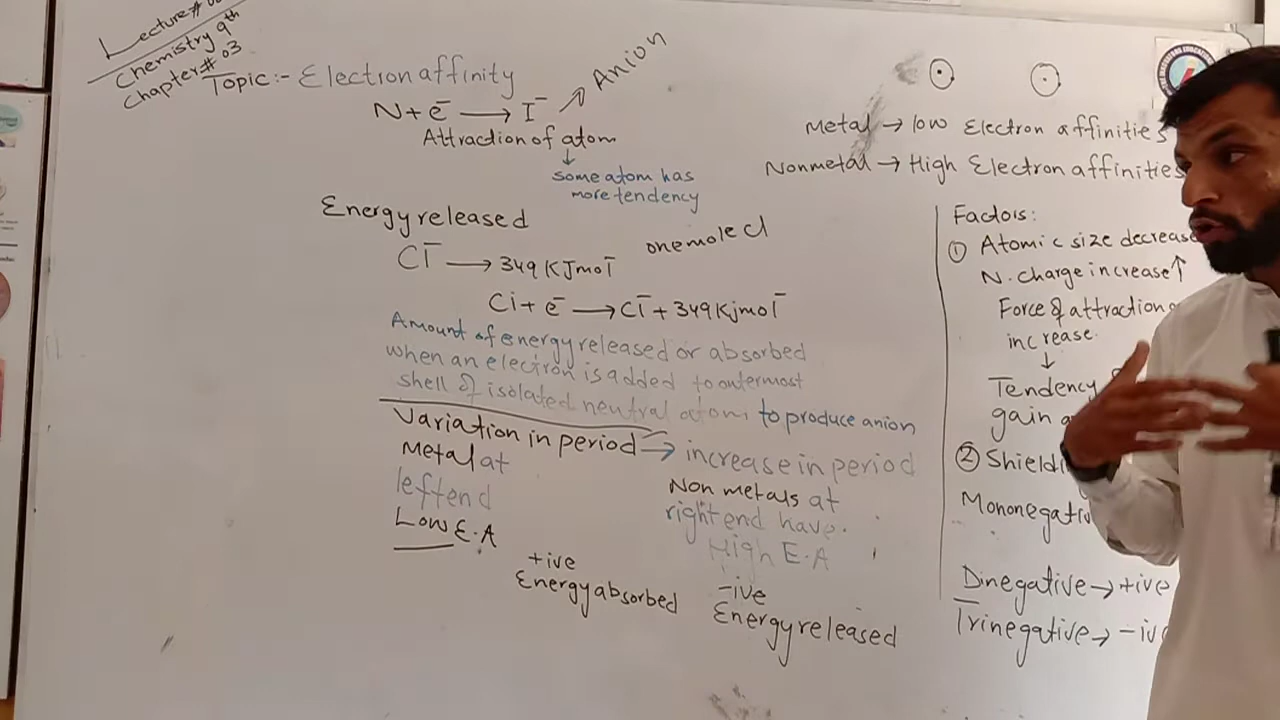 Lecture#
Chemistry 9th
Chapter# 03
Topic:- Electron affinity
N+ē → I⁻ ↗ Anion
Attraction of atom
↓
some atom has
more tendency
Energy released
Cl⁻ → 349 KJmol⁻ one mole Cl
Cl + ē → Cl⁻ + 349 Kjmol⁻
Amount of energy released or absorbed
when an electron is added to outermost
shell of isolated neutral atom to produce anion
Variation in period → increase in period
Metal at
left end
Low E.A
Non metals at
right end have
High E.A
+ive
Energy absorbed
-ive
Energy released
Metal → low Electron affinities
Nonmetal → High Electron affinities
Factors:
① Atomic size decrease
N. charge increase↑
Force of attraction
increase.
↓
Tendency
gain
② Shieldi
Mononegativ
Dinegative → +ive
Trinegative → -iv